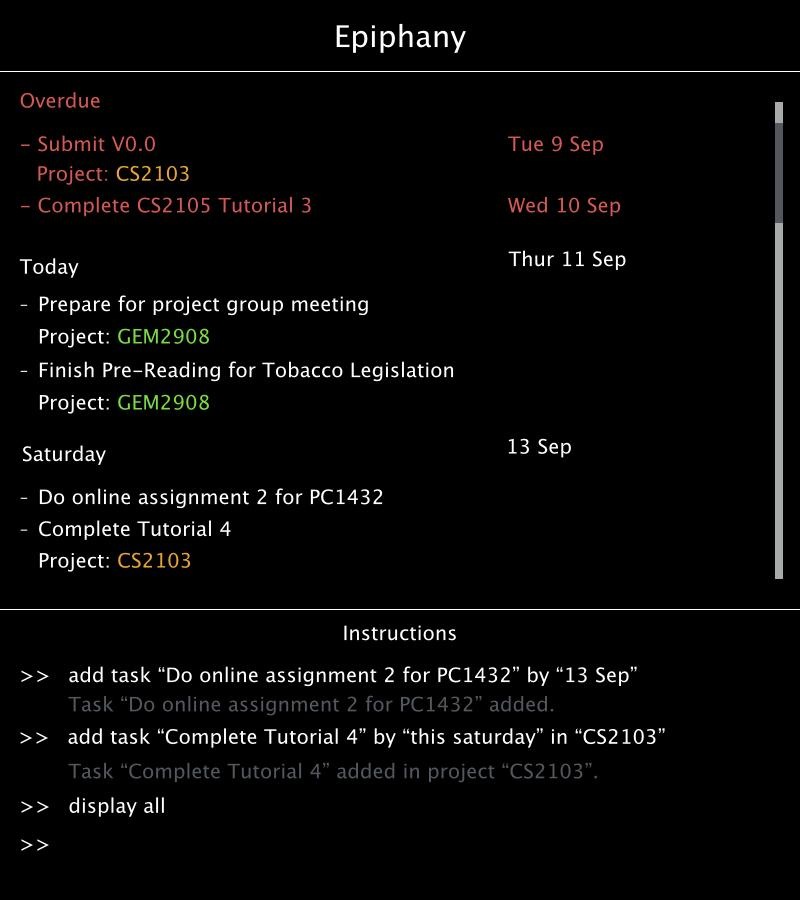 Epiphany
Overdue
– Submit V0.0 Tue 9 Sep
Project: CS2103
– Complete CS2105 Tutorial 3 Wed 10 Sep
Today Thur 11 Sep
- Prepare for project group meeting
Project: GEM2908
- Finish Pre-Reading for Tobacco Legislation
Project: GEM2908
Saturday 13 Sep
- Do online assignment 2 for PC1432
- Complete Tutorial 4
Project: CS2103
Instructions
>> add task “Do online assignment 2 for PC1432” by “13 Sep”
Task “Do online assignment 2 for PC1432” added.
>> add task “Complete Tutorial 4” by “this saturday” in “CS2103”
Task “Complete Tutorial 4” added in project “CS2103”.
>> display all
>>